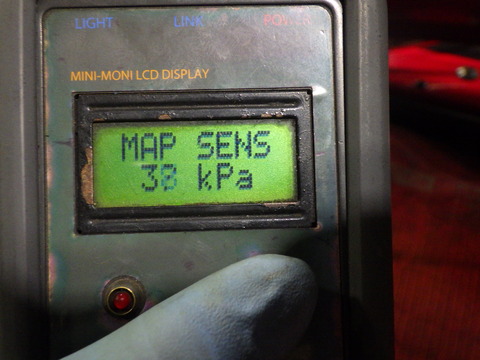 LIGHT LINK POWER
MINI-MONI LCD DISPLAY
MAP SENS
38 kPa